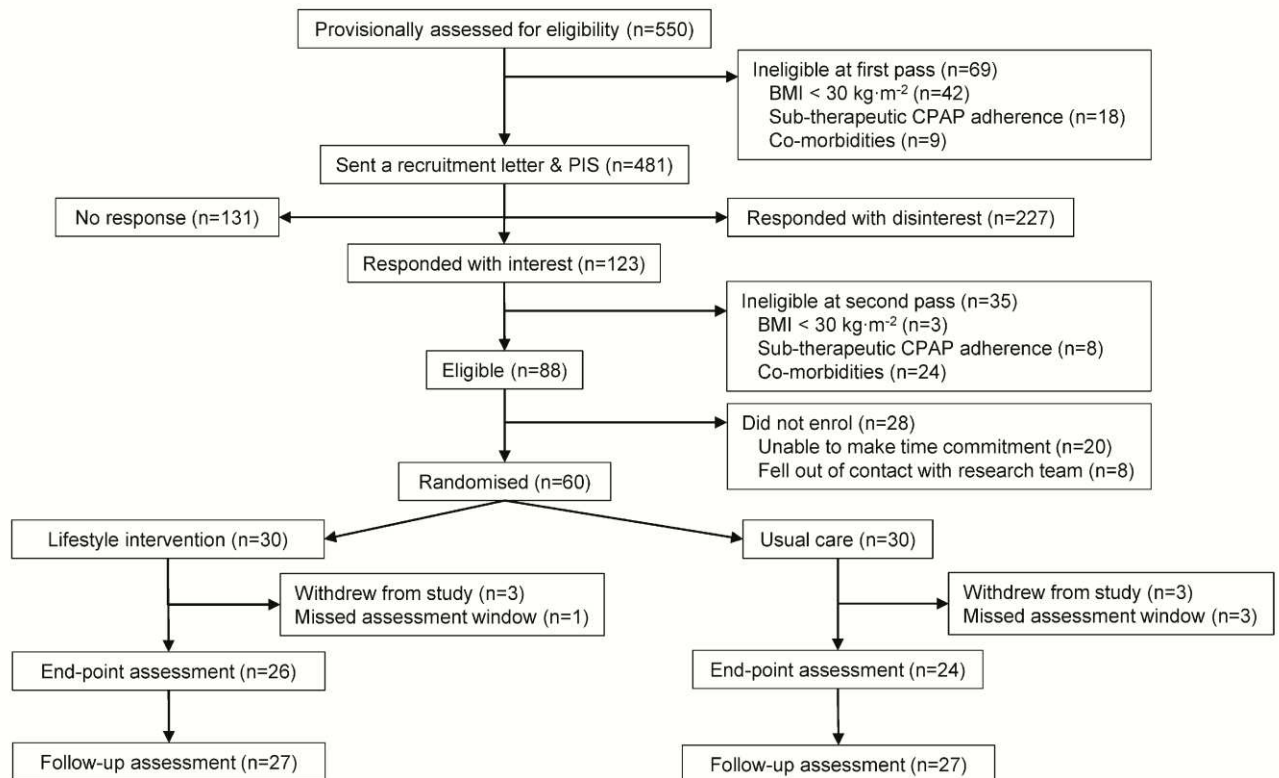 Provisionally assessed for eligibility (n=550)
Ineligible at first pass (n=69)
BMI < 30 kg·m⁻² (n=42)
Sub-therapeutic CPAP adherence (n=18)
Co-morbidities (n=9)
Sent a recruitment letter & PIS (n=481)
No response (n=131)
Responded with disinterest (n=227)
Responded with interest (n=123)
Ineligible at second pass (n=35)
BMI < 30 kg·m⁻² (n=3)
Sub-therapeutic CPAP adherence (n=8)
Co-morbidities (n=24)
Eligible (n=88)
Did not enrol (n=28)
Unable to make time commitment (n=20)
Fell out of contact with research team (n=8)
Randomised (n=60)
Lifestyle intervention (n=30)
Usual care (n=30)
Withdrew from study (n=3)
Missed assessment window (n=1)
Withdrew from study (n=3)
Missed assessment window (n=3)
End-point assessment (n=26)
End-point assessment (n=24)
Follow-up assessment (n=27)
Follow-up assessment (n=27)